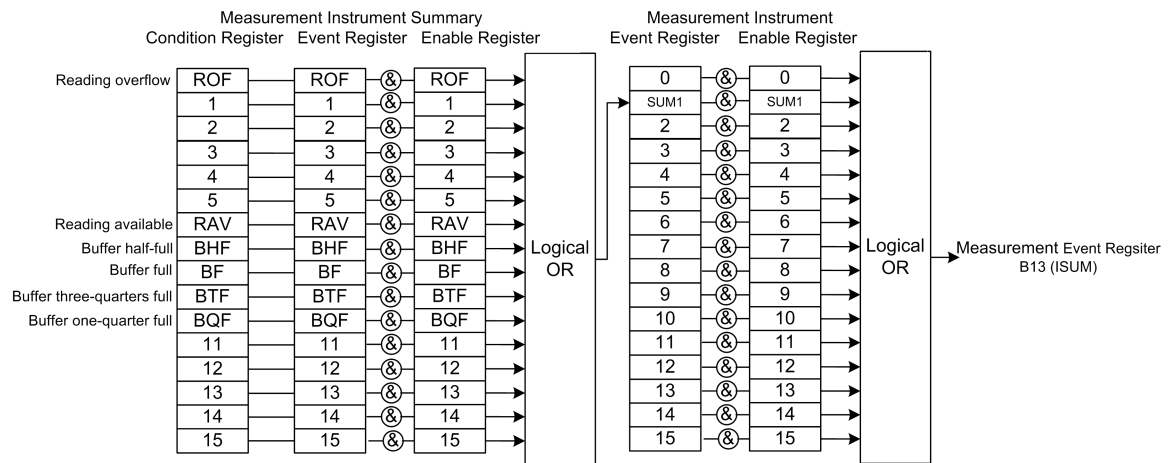 Measurement Instrument Summary Measurement Instrument
Condition Register Event Register Enable Register Event Register Enable Register
Reading overflow ROF ROF & ROF 0 & 0
1 1 & 1 SUM1 & SUM1
2 2 & 2 2 & 2
3 3 & 3 3 & 3
4 4 & 4 4 & 4
5 5 & 5 5 & 5
Reading available RAV RAV & RAV 6 & 6
Buffer half-full BHF BHF & BHF Logical 7 & 7 Logical Measurement Event Regsiter
Buffer full BF BF & BF OR 8 & 8 OR B13 (ISUM)
Buffer three-quarters full BTF BTF & BTF 9 & 9
Buffer one-quarter full BQF BQF & BQF 10 & 10
11 11 & 11 11 & 11
12 12 & 12 12 & 12
13 13 & 13 13 & 13
14 14 & 14 14 & 14
15 15 & 15 15 & 15